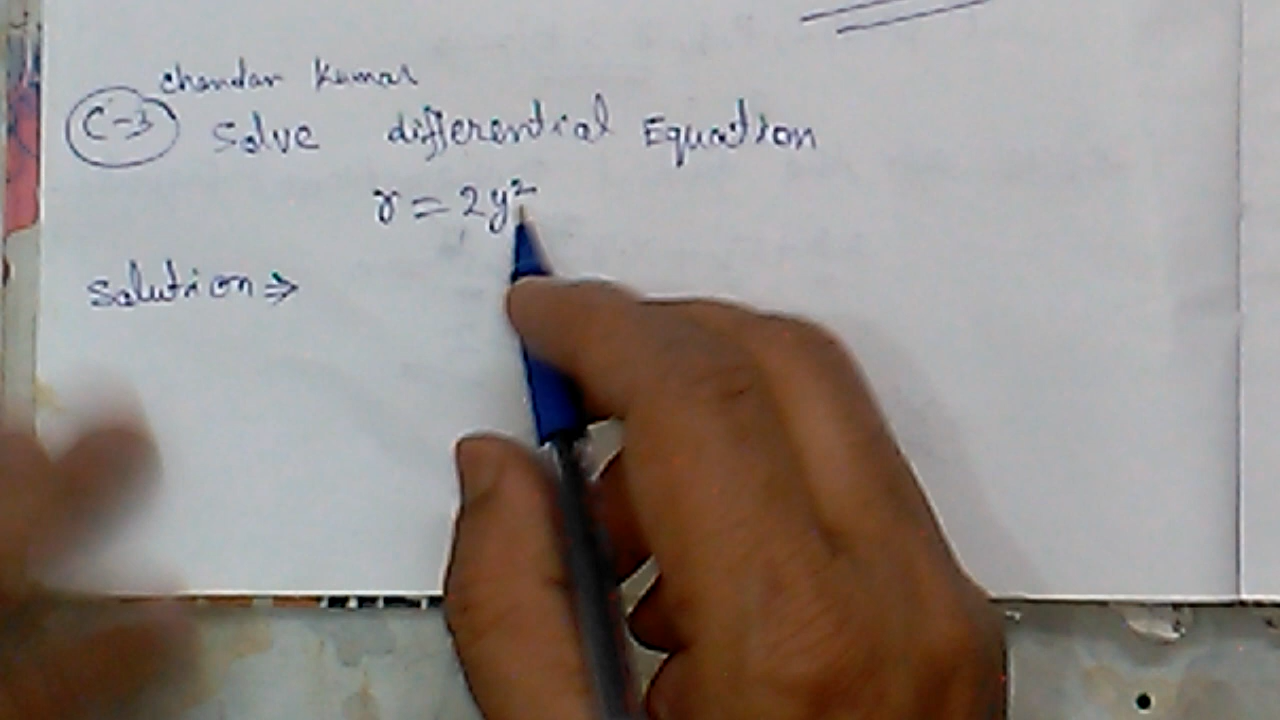 Chandan Kumar
C-3 Solve differential Equation
r = 2y²
Solution ⇒